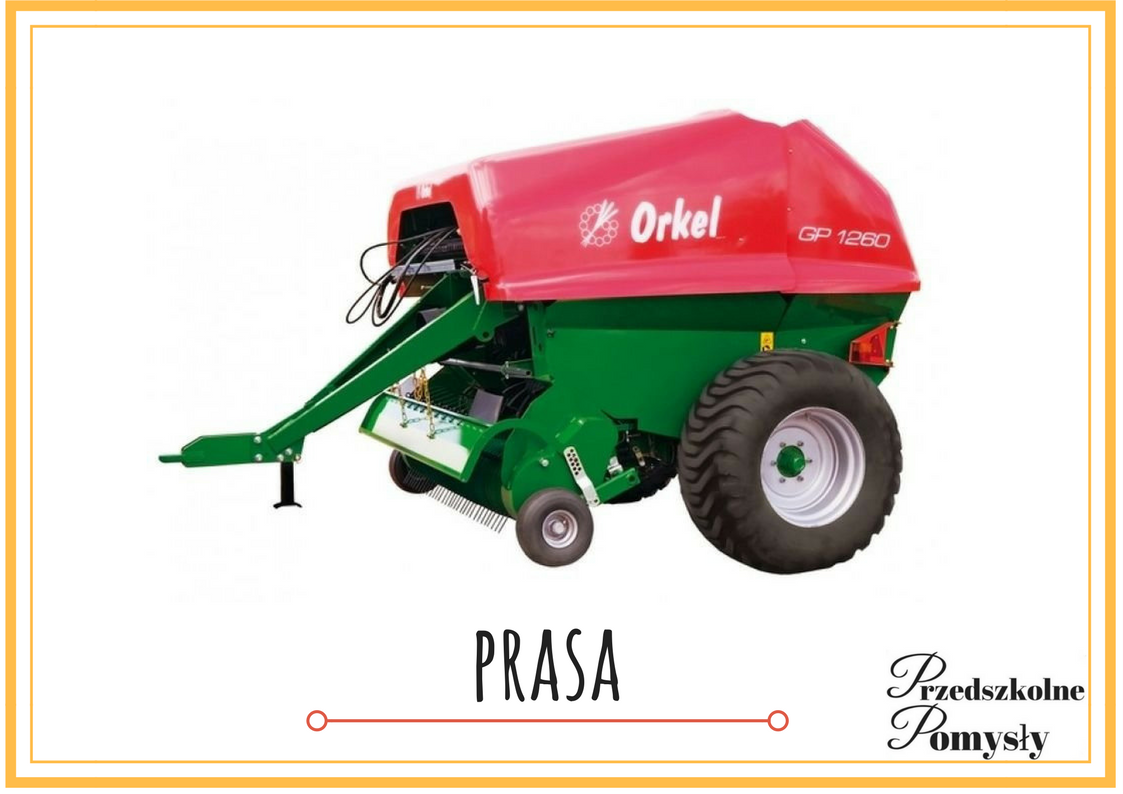 Orkel
GP 1260
PRASA
Przedszkolne
Pomysły